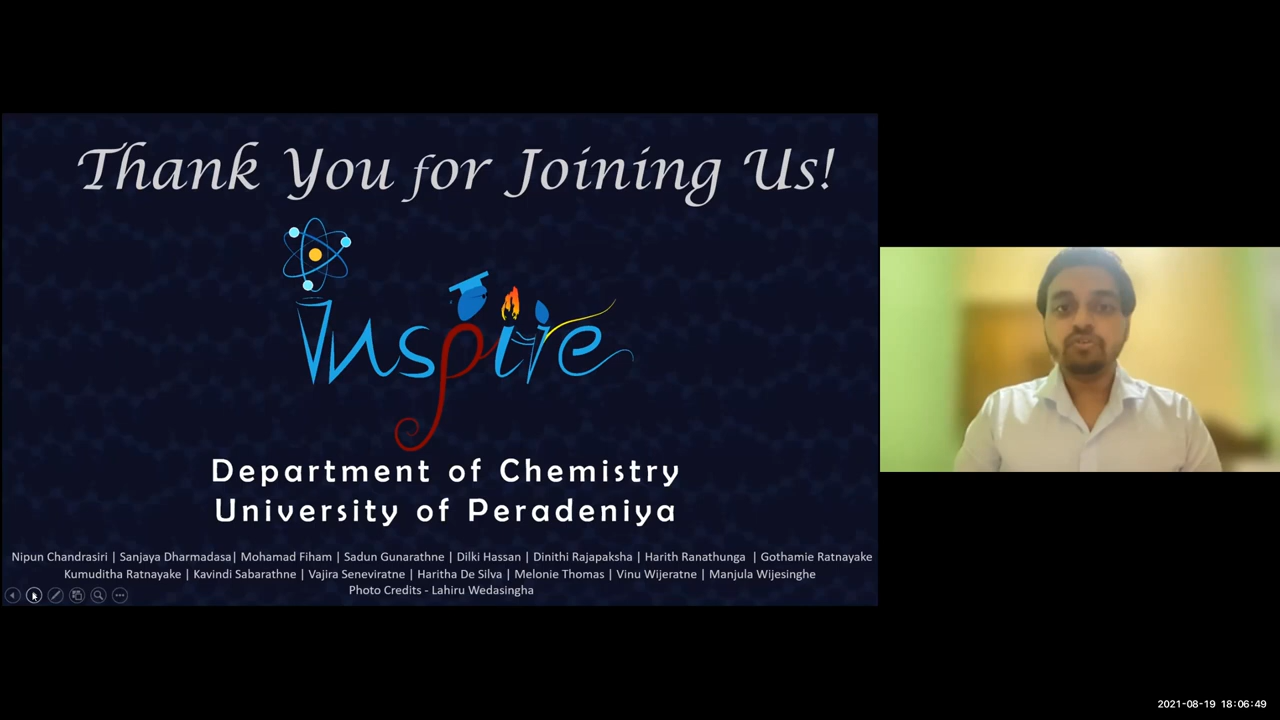 Thank You for Joining Us!
Inspire
Department of Chemistry
University of Peradeniya
Nipun Chandrasiri | Sanjaya Dharmadasa| Mohamad Fiham | Sadun Gunarathne | Dilki Hassan | Dinithi Rajapaksha | Harith Ranathunga | Gothamie Ratnayake
Kumuditha Ratnayake | Kavindi Sabarathne | Vajira Seneviratne | Haritha De Silva | Melonie Thomas | Vinu Wijeratne | Manjula Wijesinghe
Photo Credits - Lahiru Wedasingha
2021-08-19 18:06:49